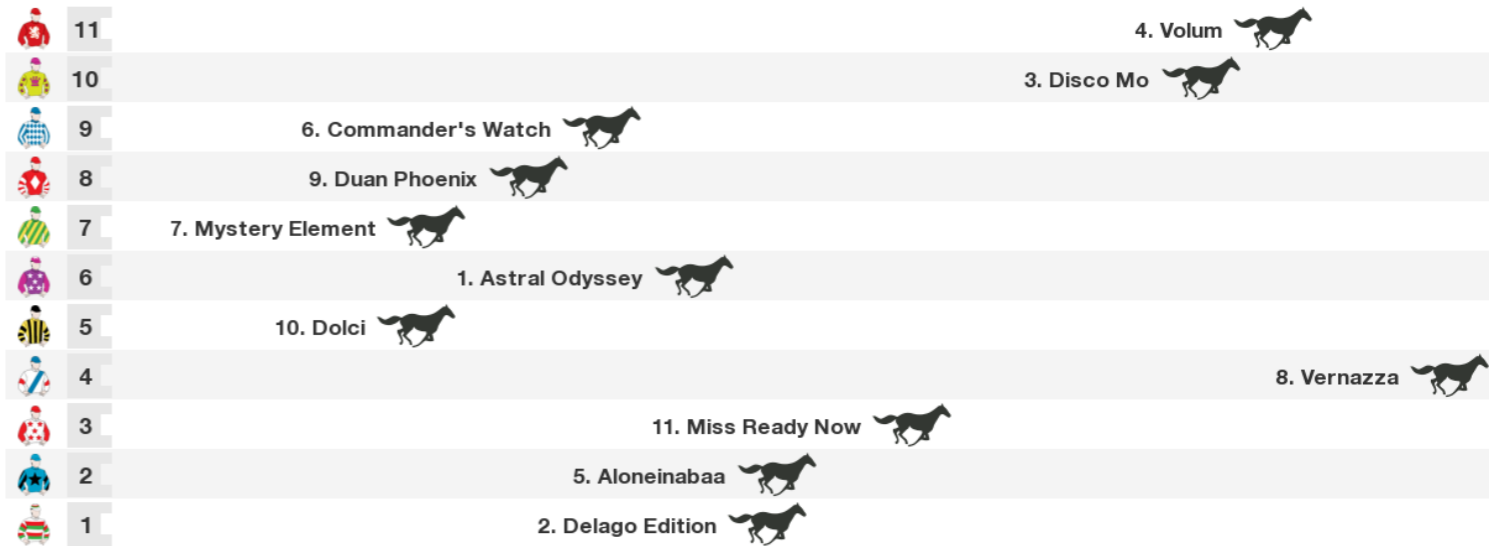 11 4. Volum
10 3. Disco Mo
9 6. Commander's Watch
8 9. Duan Phoenix
7 7. Mystery Element
6 1. Astral Odyssey
5 10. Dolci
4 8. Vernazza
3 11. Miss Ready Now
2 5. Aloneinabaa
1 2. Delago Edition